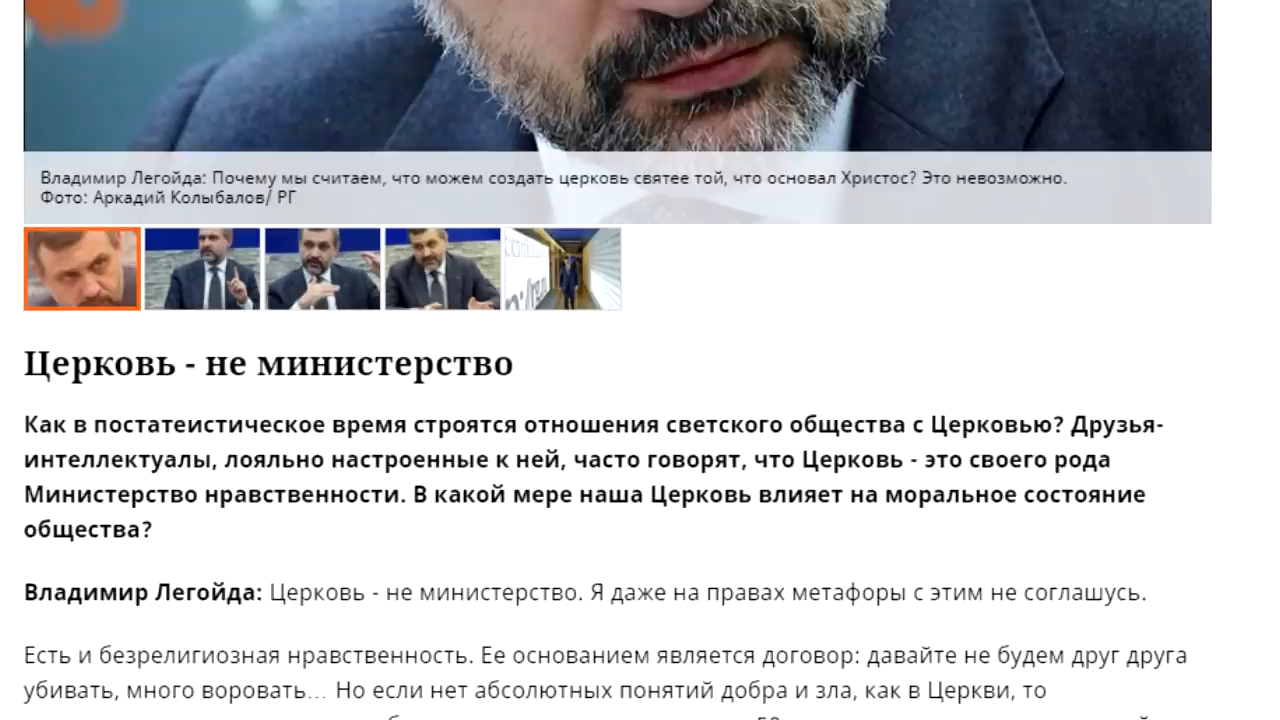 Владимир Легойда: Почему мы считаем, что можем создать церковь святее той, что основал Христос? Это невозможно.
Фото: Аркадий Колыбалов/ РГ
Церковь - не министерство
Как в постатеистическое время строятся отношения светского общества с Церковью? Друзья-
интеллектуалы, лояльно настроенные к ней, часто говорят, что Церковь - это своего рода
Министерство нравственности. В какой мере наша Церковь влияет на моральное состояние
общества?
Владимир Легойда: Церковь - не министерство. Я даже на правах метафоры с этим не соглашусь.
Есть и безрелигиозная нравственность. Ее основанием является договор: давайте не будем друг друга
убивать, много воровать… Но если нет абсолютных понятий добра и зла, как в Церкви, то